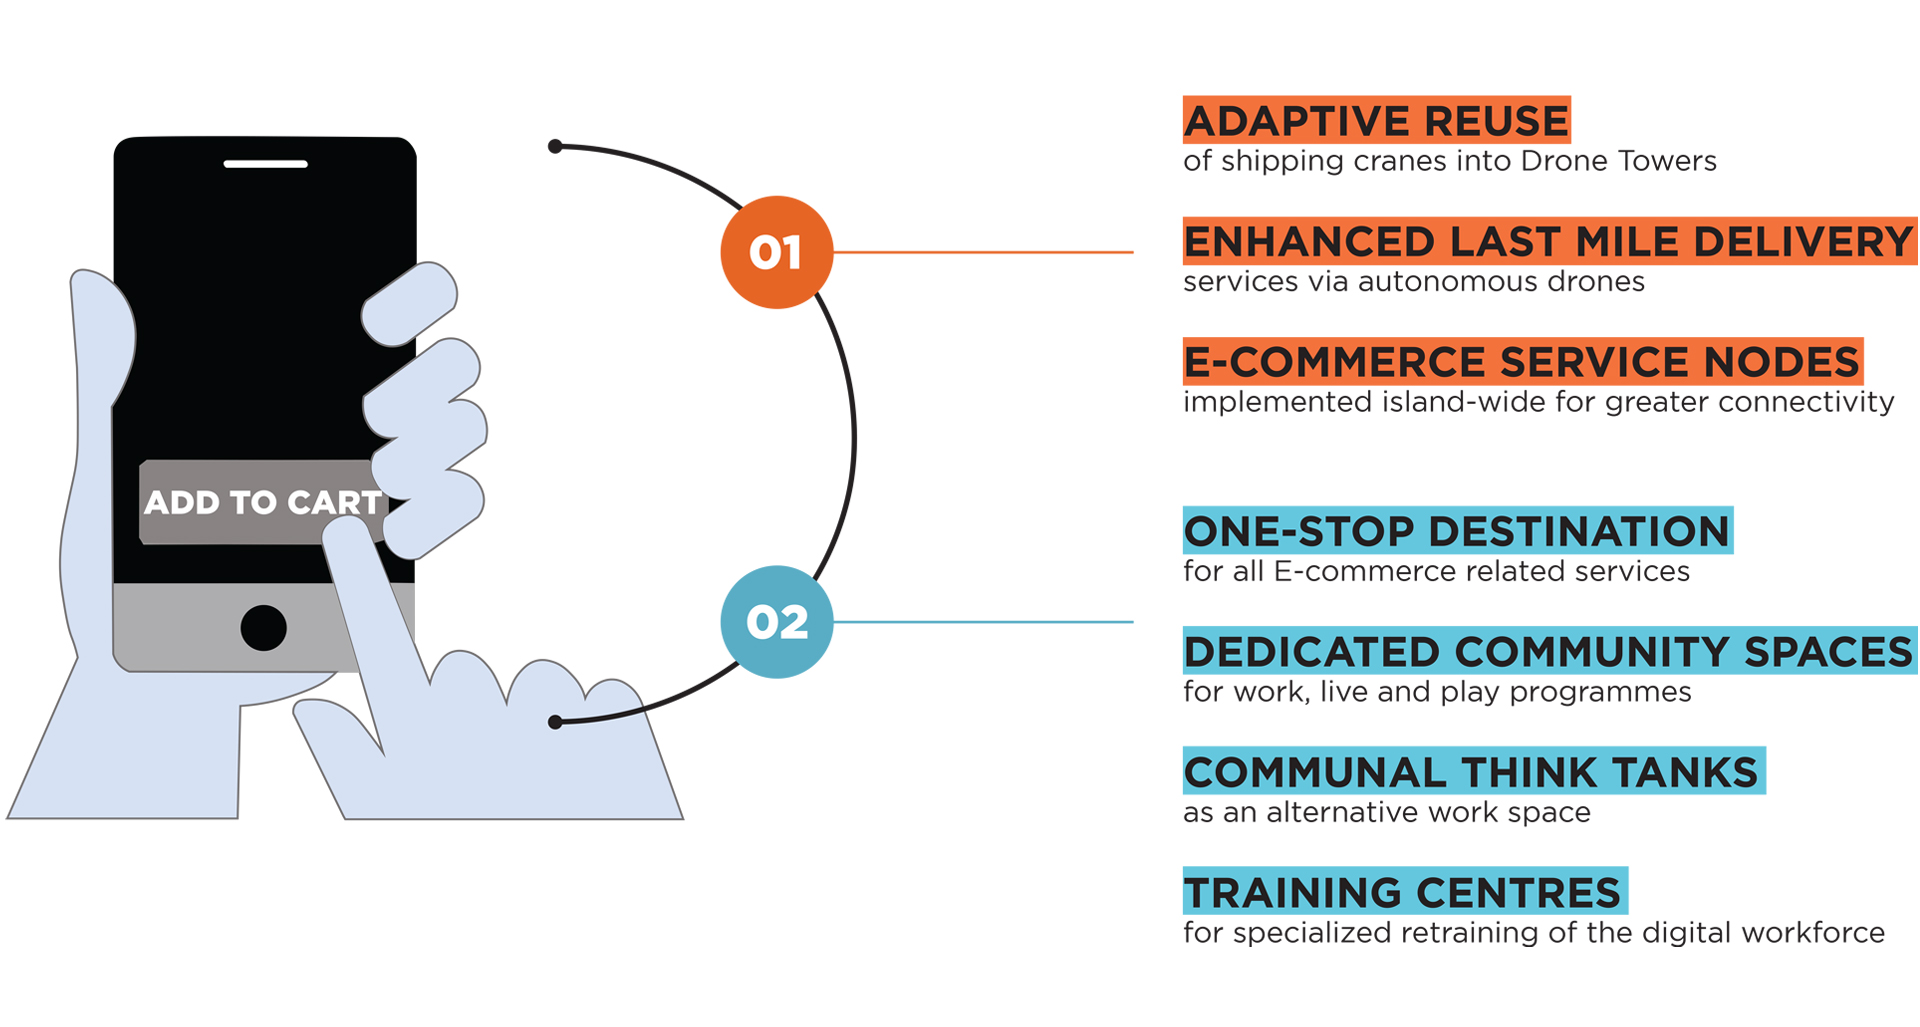 ADD TO CART
01
ADAPTIVE REUSE
of shipping cranes into Drone Towers
ENHANCED LAST MILE DELIVERY
services via autonomous drones
E-COMMERCE SERVICE NODES
implemented island-wide for greater connectivity
02
ONE-STOP DESTINATION
for all E-commerce related services
DEDICATED COMMUNITY SPACES
for work, live and play programmes
COMMUNAL THINK TANKS
as an alternative work space
TRAINING CENTRES
for specialized retraining of the digital workforce